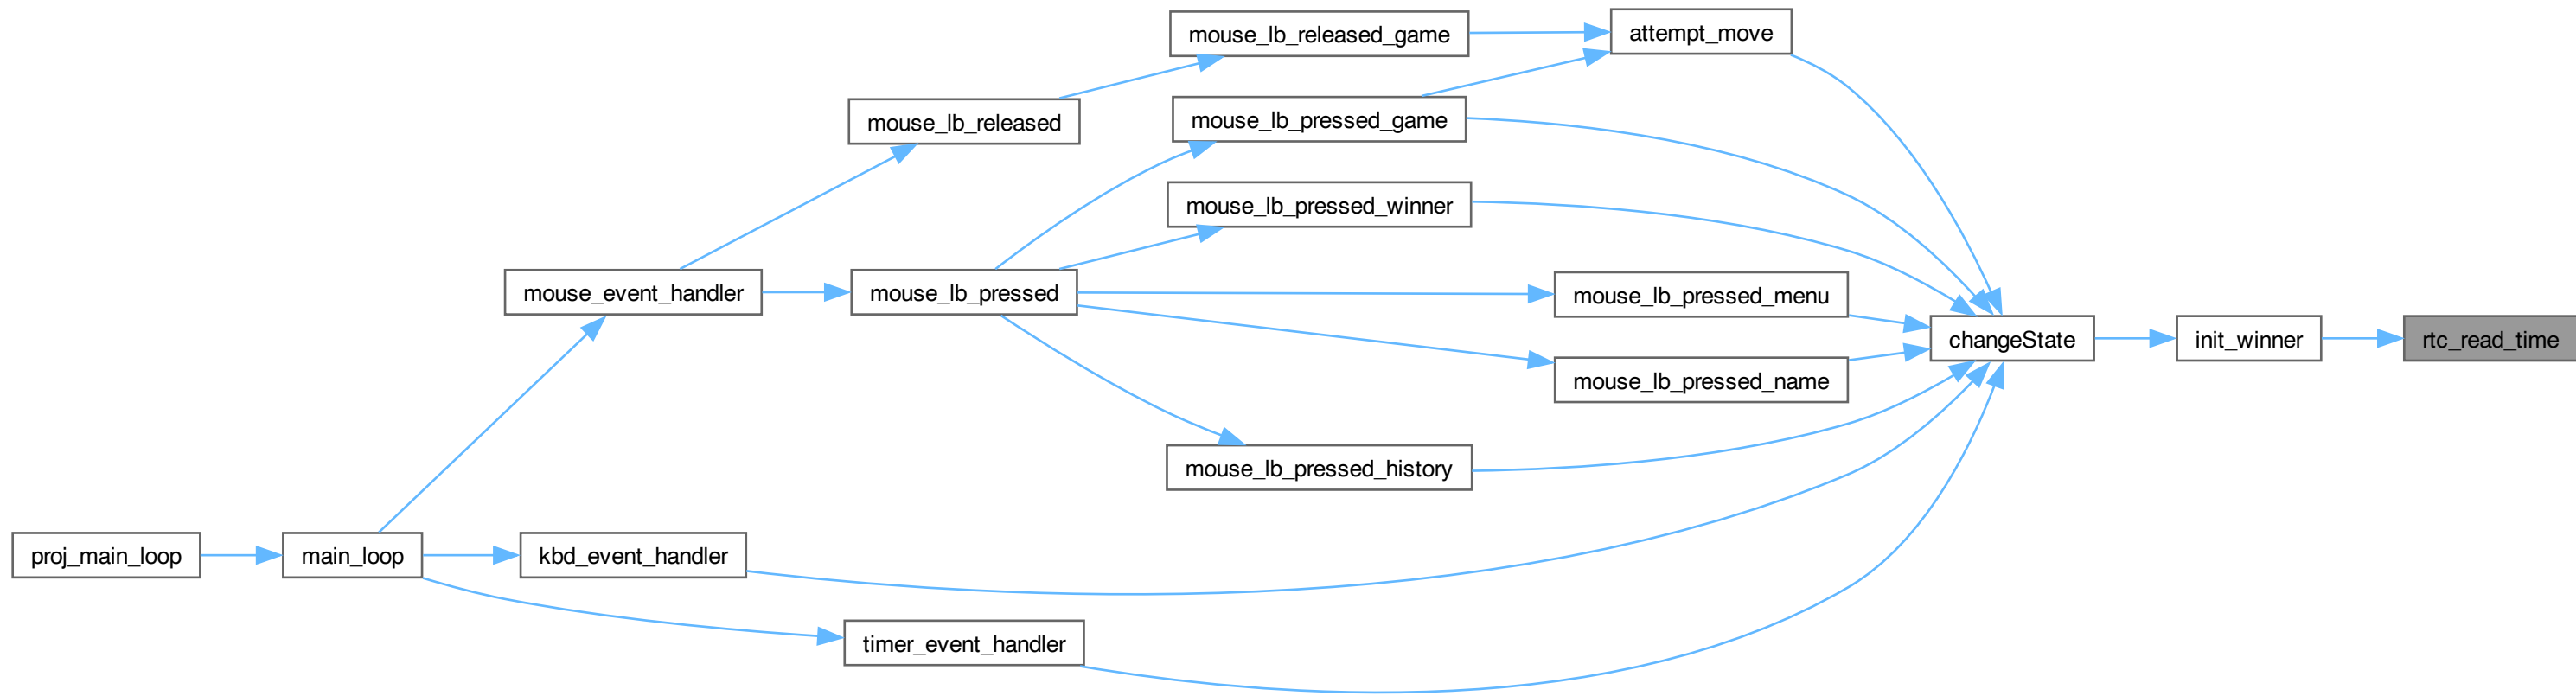 mouse_lb_released_game
attempt_move
mouse_lb_released
mouse_lb_pressed_game
mouse_lb_pressed_winner
mouse_event_handler
mouse_lb_pressed
mouse_lb_pressed_menu
changeState
init_winner
rtc_read_time
mouse_lb_pressed_name
mouse_lb_pressed_history
proj_main_loop
main_loop
kbd_event_handler
timer_event_handler